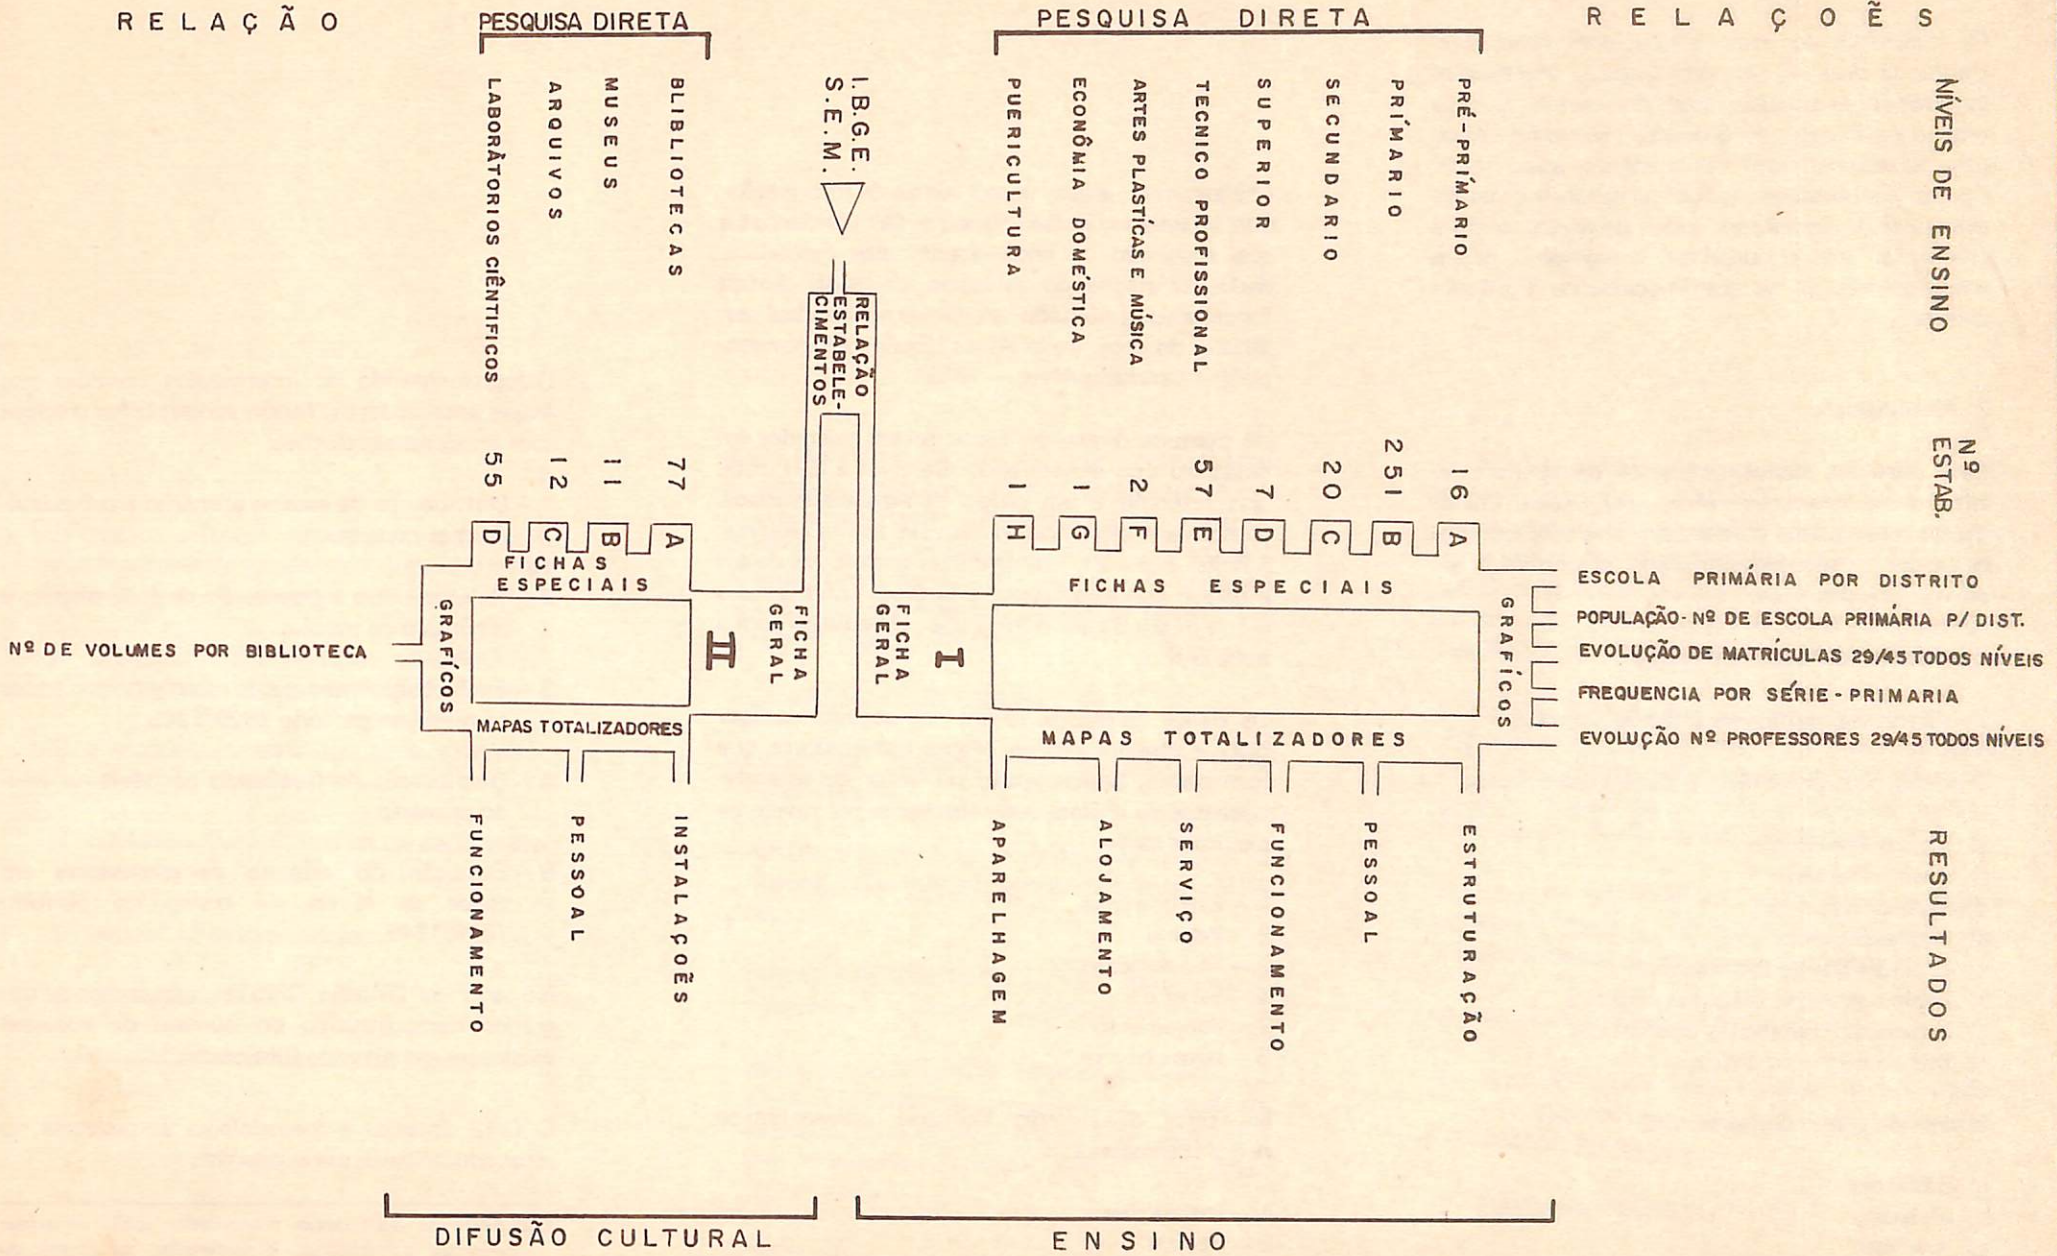 RELAÇÃO
PESQUISA DIRETA
PESQUISA DIRETA
RELAÇOẼS
LABORÂTORIOS CIÊNTIFICOS
ARQUIVOS
MUSEUS
BLIBLIOTECAS
I.B.G.E.
S.E.M.
PUERICULTURA
ECONÔMIA DOMÉSTICA
ARTES PLASTÍCAS E MÚSICA
TECNICO PROFISSIONAL
SUPERIOR
SECUNDARIO
PRÍMARIO
PRÉ-PRÍMARIO
NÍVEIS DE ENSINO
RELAÇÃO
ESTABELE-
CIMENTOS
55
12
11
77
1
1
2
57
7
20
251
16
Nº
ESTAB.
D
C
B
A
H
G
F
E
D
C
B
A
FICHAS
ESPECIAIS
FICHAS ESPECIAIS
GRAFÍCOS
Nº DE VOLUMES POR BIBLIOTECA
II
FICHA
GERAL
FICHA
GERAL
I
GRAFÍCOS
ESCOLA PRIMÁRIA POR DISTRITO
POPULAÇÃO-Nº DE ESCOLA PRIMÁRIA P/ DIST.
EVOLUÇÃO DE MATRÍCULAS 29/45 TODOS NÍVEIS
FREQUENCIA POR SÉRIE-PRIMARIA
EVOLUÇÃO Nº PROFESSORES 29/45 TODOS NÍVEIS
MAPAS TOTALIZADORES
MAPAS TOTALIZADORES
FUNCIONAMENTO
PESSOAL
INSTALAÇOẼS
APARELHAGEM
ALOJAMENTO
SERVIÇO
FUNCIONAMENTO
PESSOAL
ESTRUTURAÇÃO
RESULTADOS
DIFUSÃO CULTURAL
ENSINO